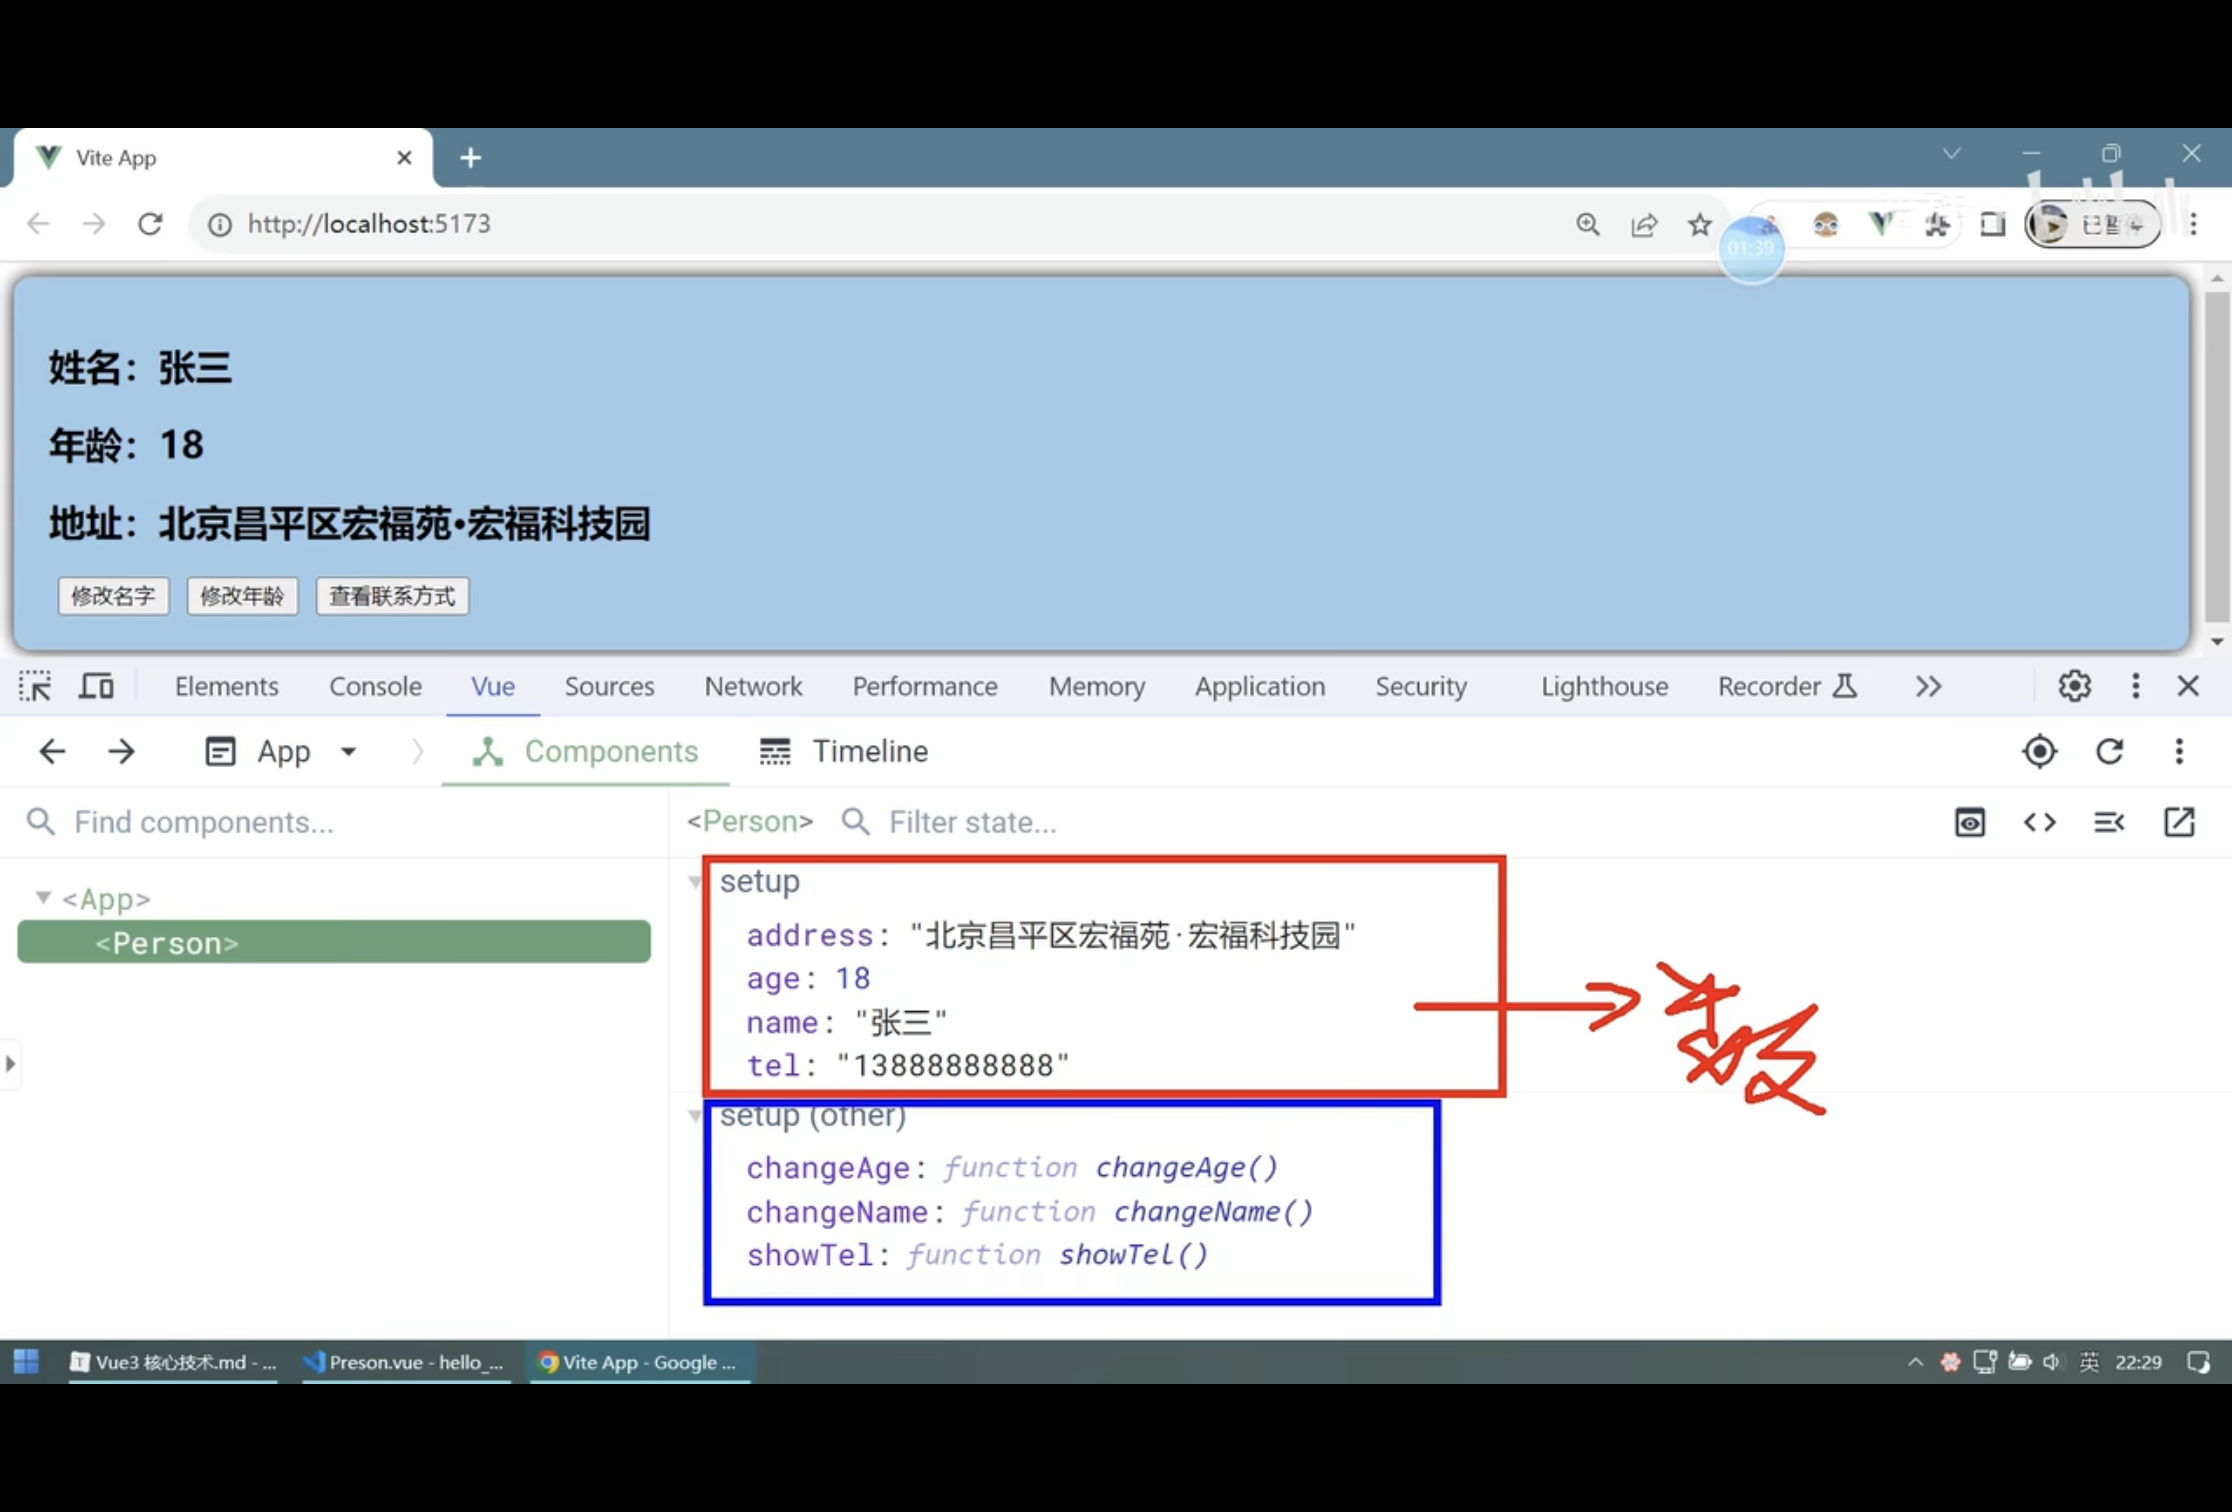 Vite App
http://localhost:5173
已暂停
01:39
姓名：张三
年龄：18
地址：北京昌平区宏福苑•宏福科技园
修改名字 修改年龄 查看联系方式
Elements Console Vue Sources Network Performance Memory Application Security Lighthouse Recorder
App Components Timeline
Find components...
<Person> Filter state...
<App>
<Person>
setup
address: "北京昌平区宏福苑·宏福科技园"
age: 18
name: "张三"
tel: "13888888888"
setup (other)
changeAge: function changeAge()
changeName: function changeName()
showTel: function showTel()
Vue3 核心技术.md - ... Preson.vue - hello_... Vite App - Google ... 英 22:29